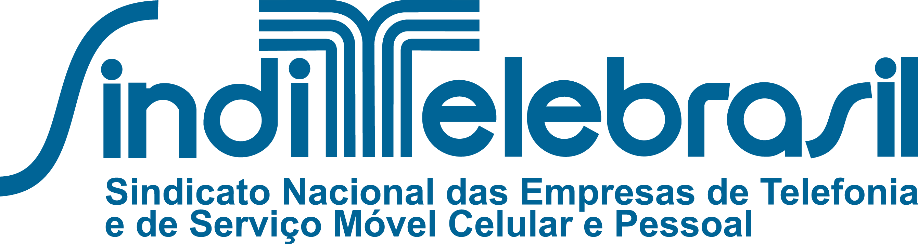 SindiTelebrasil
Sindicato Nacional das Empresas de Telefonia
e de Serviço Móvel Celular e Pessoal